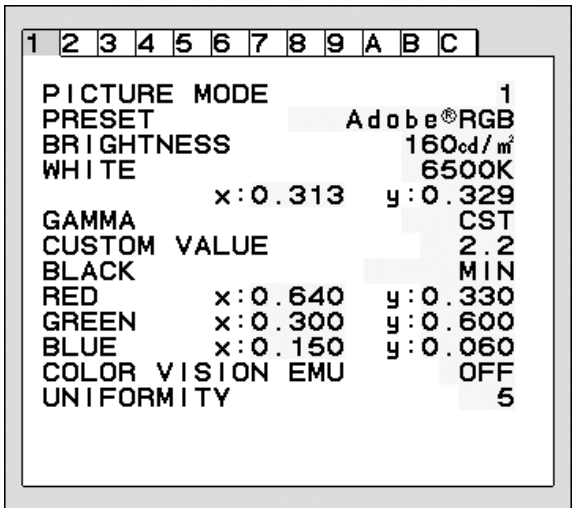 1 2 3 4 5 6 7 8 9 A B C
PICTURE MODE 1
PRESET Adobe®RGB
BRIGHTNESS 160cd/㎡
WHITE 6500K
x:0.313 y:0.329
GAMMA CST
CUSTOM VALUE 2.2
BLACK MIN
RED x:0.640 y:0.330
GREEN x:0.300 y:0.600
BLUE x:0.150 y:0.060
COLOR VISION EMU OFF
UNIFORMITY 5